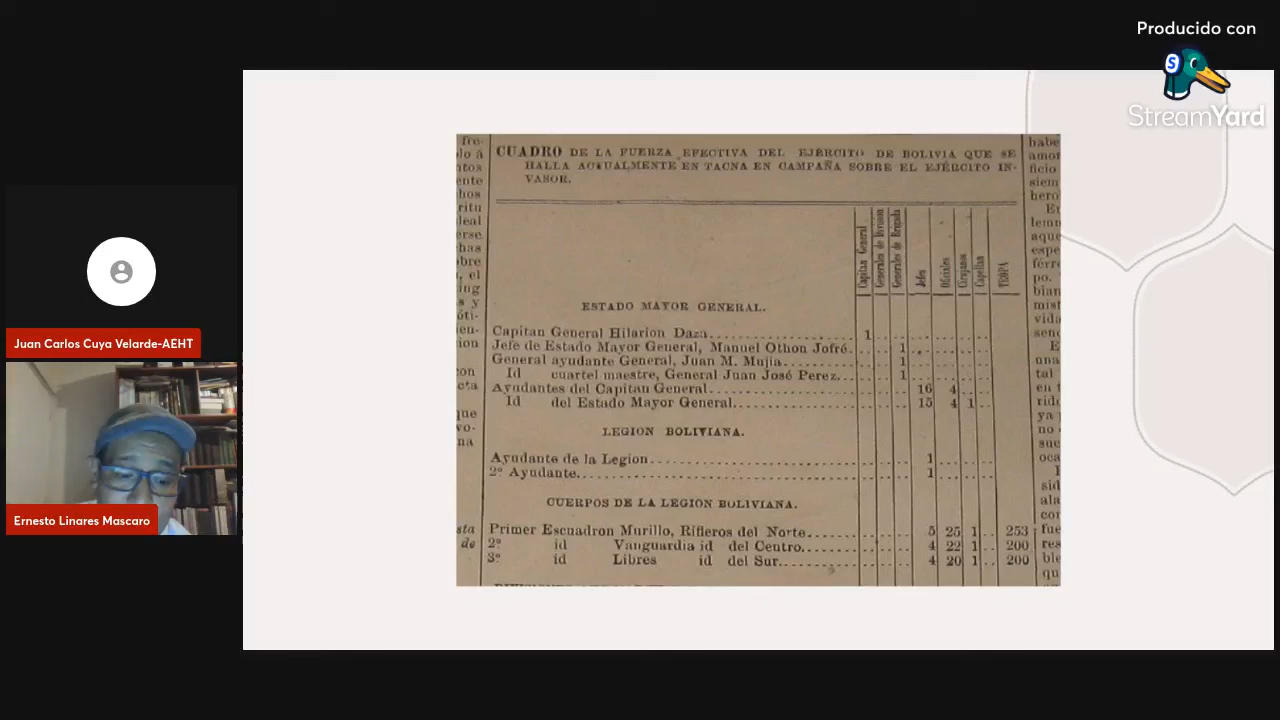 Producido con
StreamYard
CUADRO DE LA FUERZA EFECTIVA DEL EJÉRCITO DE BOLIVIA QUE SE
HALLA ACTUALMENTE EN TACNA EN CAMPAÑA SOBRE EL EJÉRCITO IN-
VASOR.
Capitan General
Generales de Division
Generales de Brigada
Jefes
Oficiales
Cirujanos
Capellan
TROPA
ESTADO MAYOR GENERAL.
Capitan General Hilarion Daza 1
Jefe de Estado Mayor General, Manuel Othon Jofré. 1
General ayudante General, Juan M. Mujia 1
Id cuartel maestre, General Juan José Perez 1
Ayudantes del Capitan General 16 4
Id del Estado Mayor General 15 4 1
LEGION BOLIVIANA.
Ayudante de la Legion 1
2º Ayudante 1
CUERPOS DE LA LEGION BOLIVIANA.
Primer Escuadron Murillo, Rifleros del Norte 5 25 1 253
2º id Vanguardia id del Centro 4 22 1 200
3º id Libres id del Sur 4 20 1 200
Juan Carlos Cuya Velarde-AEHT
Ernesto Linares Mascaro